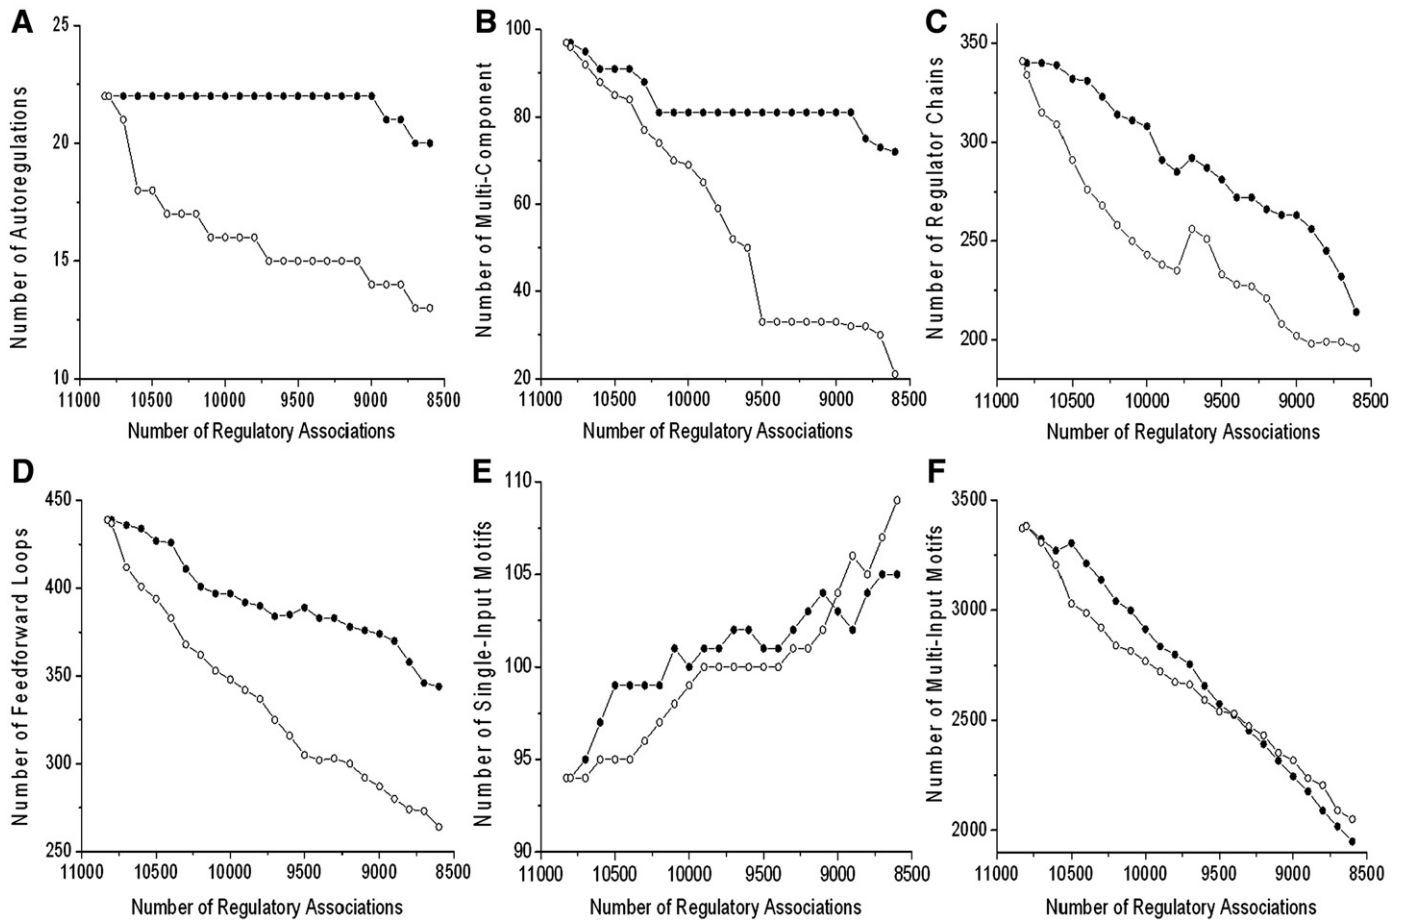 A
Number of Autoregulations
25
20
15
10
11000 10500 10000 9500 9000 8500
Number of Regulatory Associations
B
Number of Multi-Component
100
80
60
40
20
11000 10500 10000 9500 9000 8500
Number of Regulatory Associations
C
Number of Regulator Chains
350
300
250
200
11000 10500 10000 9500 9000 8500
Number of Regulatory Associations
D
Number of Feedforward Loops
450
400
350
300
250
11000 10500 10000 9500 9000 8500
Number of Regulatory Associations
E
Number of Single-Input Motifs
110
105
100
95
90
11000 10500 10000 9500 9000 8500
Number of Regulatory Associations
F
Number of Multi-Input Motifs
3500
3000
2500
2000
11000 10500 10000 9500 9000 8500
Number of Regulatory Associations